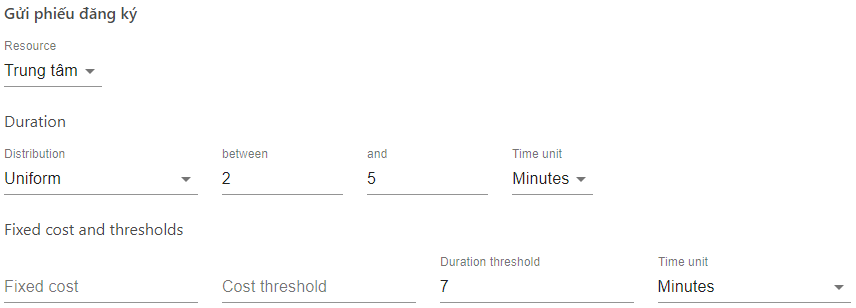 Gửi phiếu đăng ký
Resource
Trung tâm
Duration
Distribution between and Time unit
Uniform 2 5 Minutes
Fixed cost and thresholds
Duration threshold Time unit
Fixed cost Cost threshold 7 Minutes